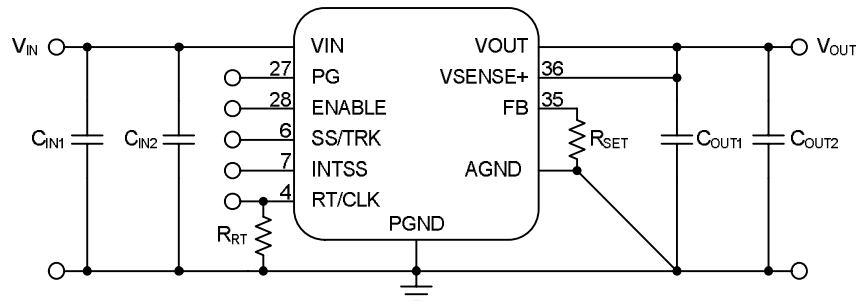 VIN
VIN
VOUT
VOUT
27
PG
VSENSE+
36
28
ENABLE
FB
35
CIN1
CIN2
6
SS/TRK
RSET
COUT1
COUT2
7
INTSS
AGND
4
RT/CLK
RRT
PGND